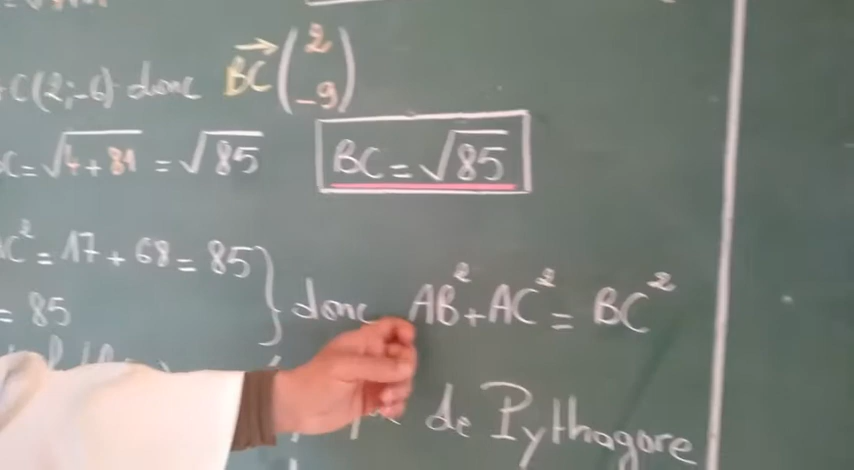 C(2;-6) donc BC→ (2 -9)
C=√4+81 = √85 BC=√85
AC²=17+68=85
= 85 } donc AB²+AC²=BC²
de Pythagore